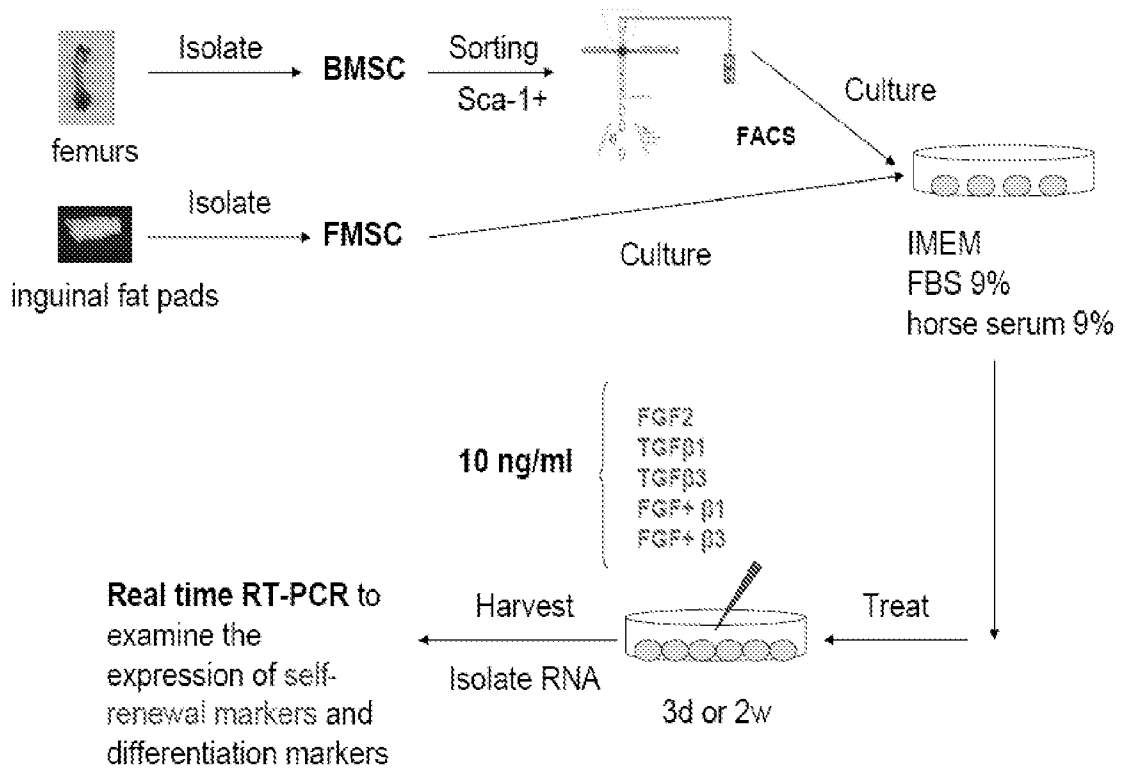 Isolate
BMSC
Sorting
Sca-1+
FACS
Culture
femurs
Isolate
FMSC
Culture
inguinal fat pads
IMEM
FBS 9%
horse serum 9%
10 ng/ml
FGF2
TGFβ1
TGFβ3
FGF+ β1
FGF+ β3
Treat
3d or 2w
Harvest
Isolate RNA
Real time RT-PCR to
examine the
expression of self-
renewal markers and
differentiation markers